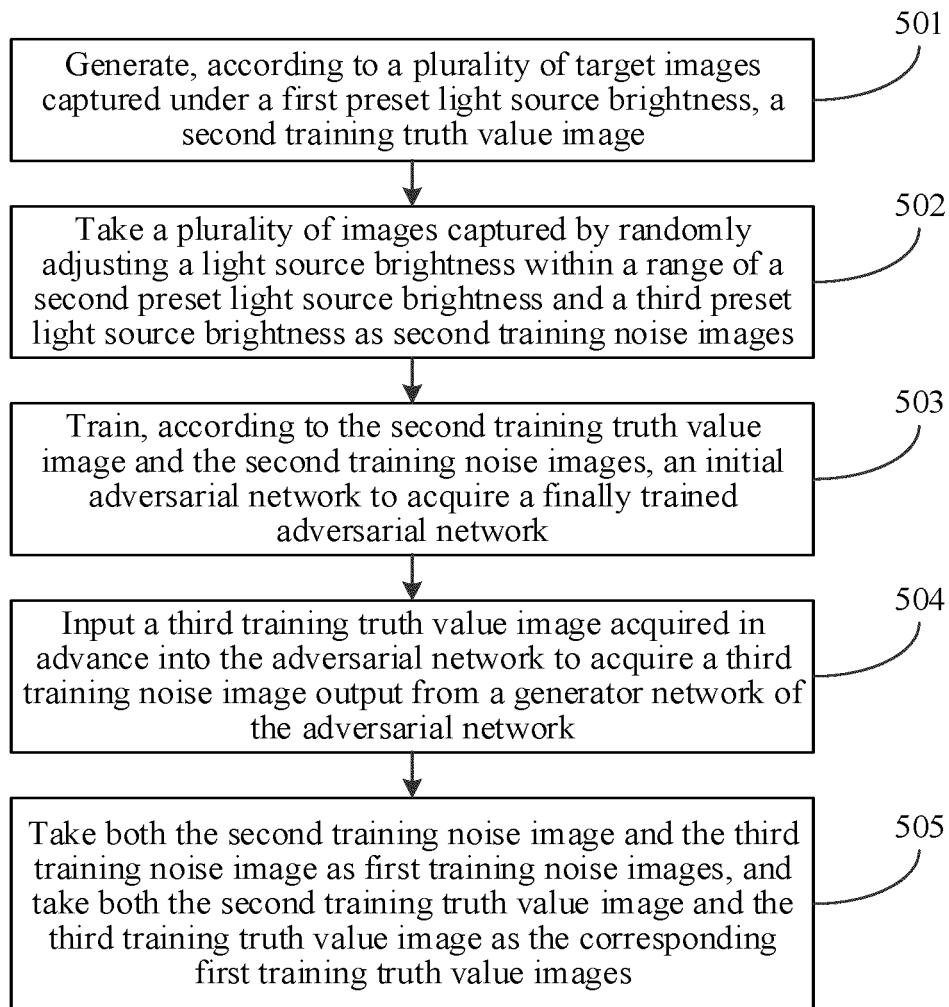 501
Generate, according to a plurality of target images
captured under a first preset light source brightness, a
second training truth value image
502
Take a plurality of images captured by randomly
adjusting a light source brightness within a range of a
second preset light source brightness and a third preset
light source brightness as second training noise images
503
Train, according to the second training truth value
image and the second training noise images, an initial
adversarial network to acquire a finally trained
adversarial network
504
Input a third training truth value image acquired in
advance into the adversarial network to acquire a third
training noise image output from a generator network of
the adversarial network
505
Take both the second training noise image and the third
training noise image as first training noise images, and
take both the second training truth value image and the
third training truth value image as the corresponding
first training truth value images